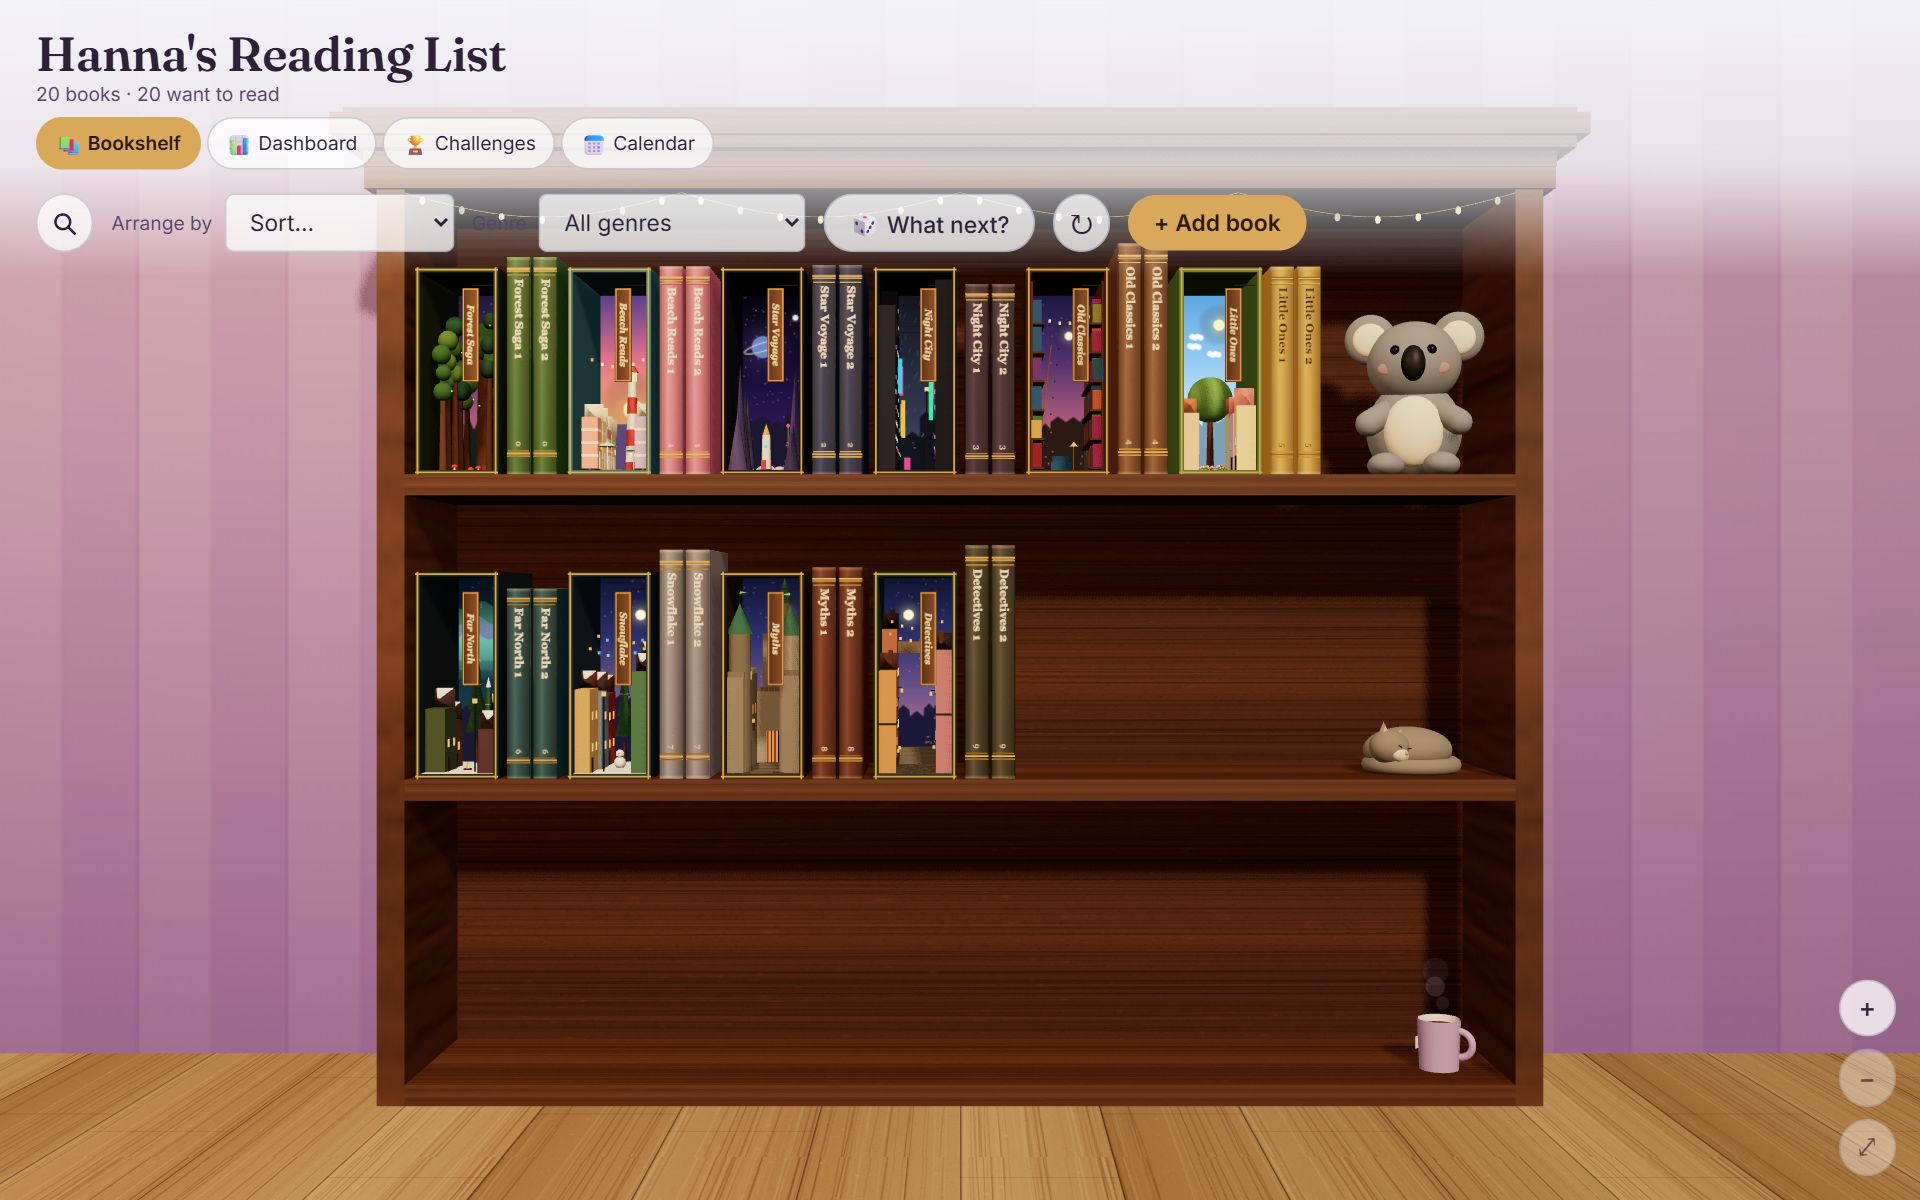 Hanna's Reading List
20 books · 20 want to read
Bookshelf
Dashboard
Challenges
Calendar
Arrange by
Sort...
Genre
All genres
What next?
+ Add book
Forest Saga
Forest Saga 1
Forest Saga 2
Beach Reads
Beach Reads 1
Beach Reads 2
Star Voyage
Star Voyage 1
Star Voyage 2
Night City
Night City 1
Night City 2
Old Classics
Old Classics 1
Old Classics 2
Little Ones
Little Ones 1
Little Ones 2
Far North
Far North 1
Far North 2
Snowflake
Snowflake 1
Snowflake 2
Myths
Myths 1
Myths 2
Detectives
Detectives 1
Detectives 2